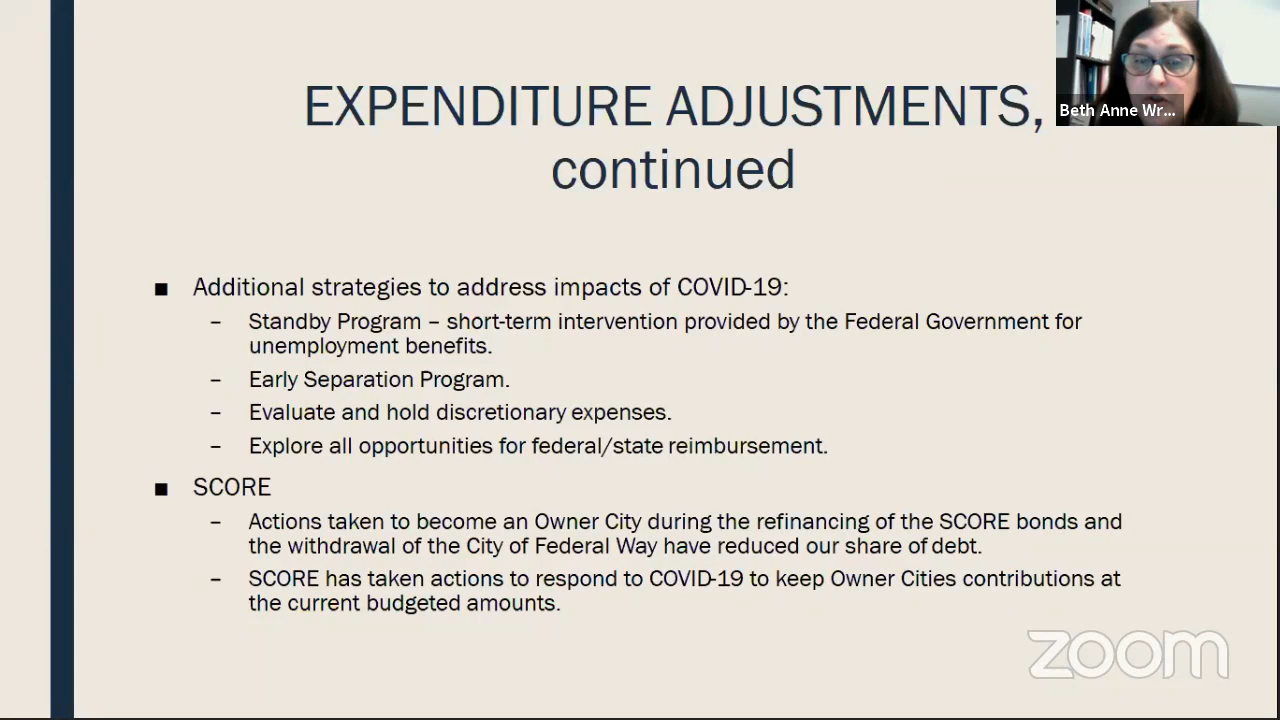 EXPENDITURE ADJUSTMENTS,
continued
Beth Anne Wr...
■ Additional strategies to address impacts of COVID-19:
– Standby Program – short-term intervention provided by the Federal Government for
unemployment benefits.
– Early Separation Program.
– Evaluate and hold discretionary expenses.
– Explore all opportunities for federal/state reimbursement.
■ SCORE
– Actions taken to become an Owner City during the refinancing of the SCORE bonds and
the withdrawal of the City of Federal Way have reduced our share of debt.
– SCORE has taken actions to respond to COVID-19 to keep Owner Cities contributions at
the current budgeted amounts.
zoom